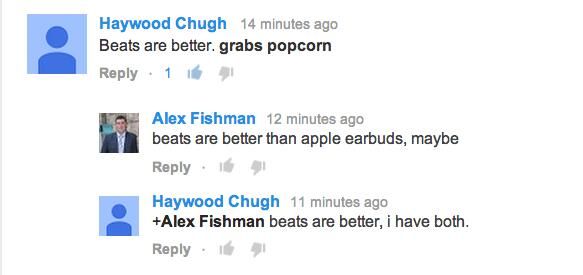 Haywood Chugh 14 minutes ago
Beats are better. grabs popcorn
Reply · 1
Alex Fishman 12 minutes ago
beats are better than apple earbuds, maybe
Reply ·
Haywood Chugh 11 minutes ago
+Alex Fishman beats are better, i have both.
Reply ·